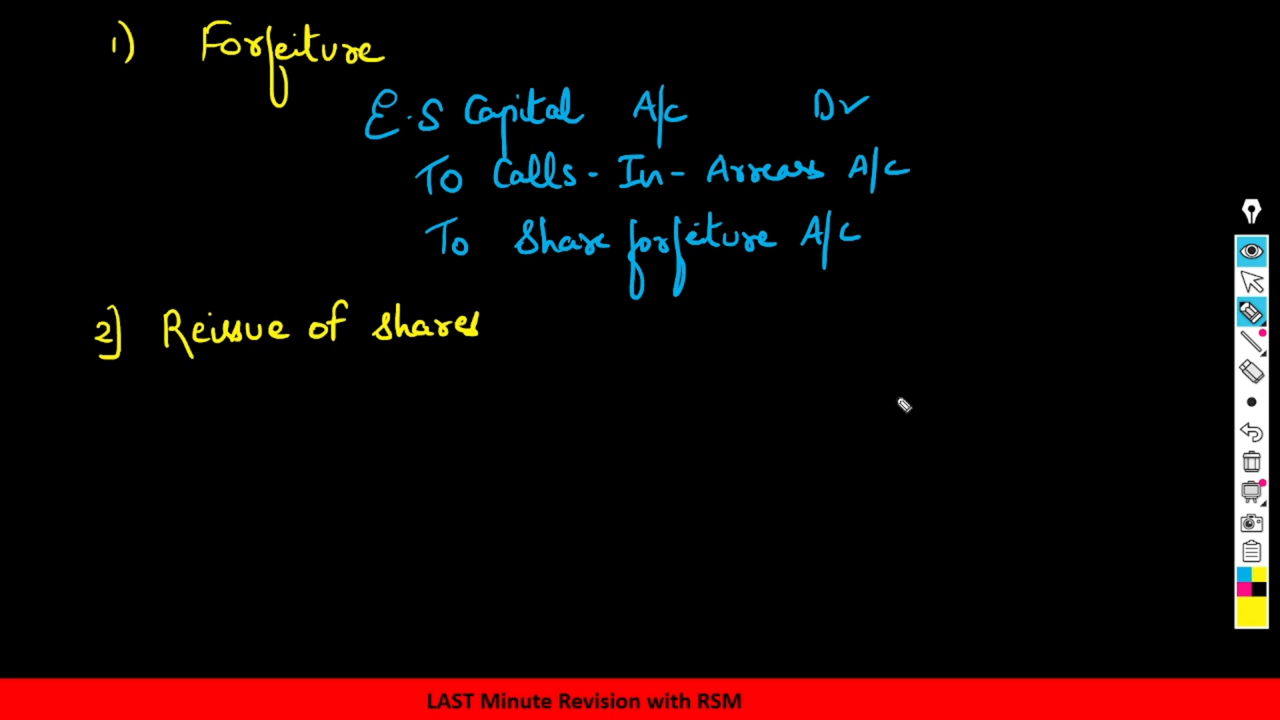 1) Forfeiture
E.S Capital A/c Dr
To Calls-In-Arrears A/c
To Share forfeiture A/c
2] Reissue of shares
LAST Minute Revision with RSM